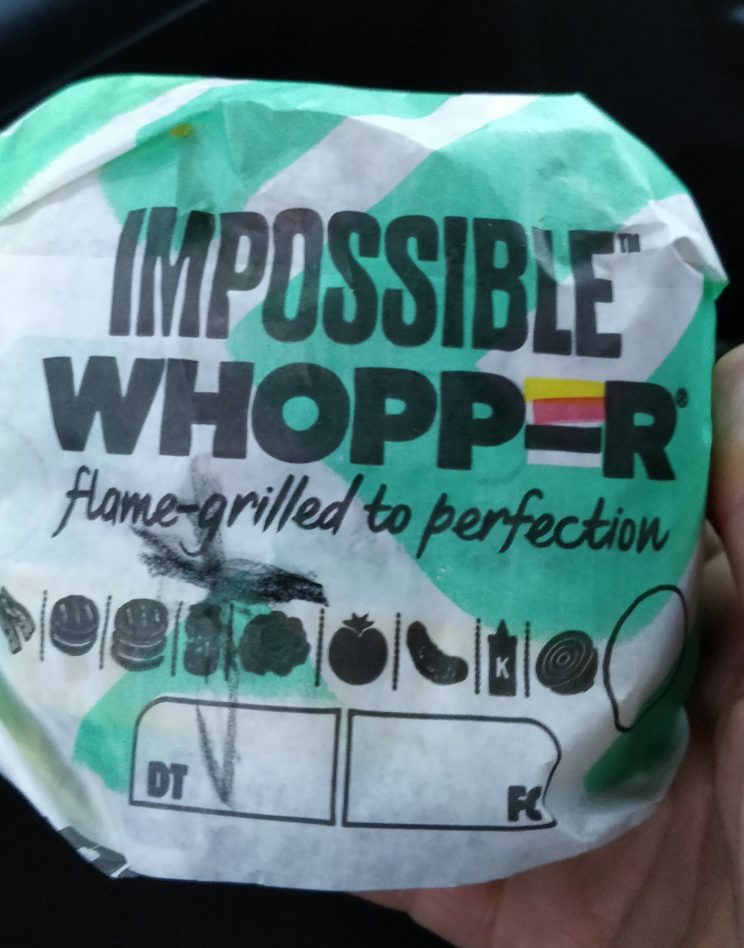 IMPOSSIBLE™
WHOPPER®
flame-grilled to perfection
K
DT
FC